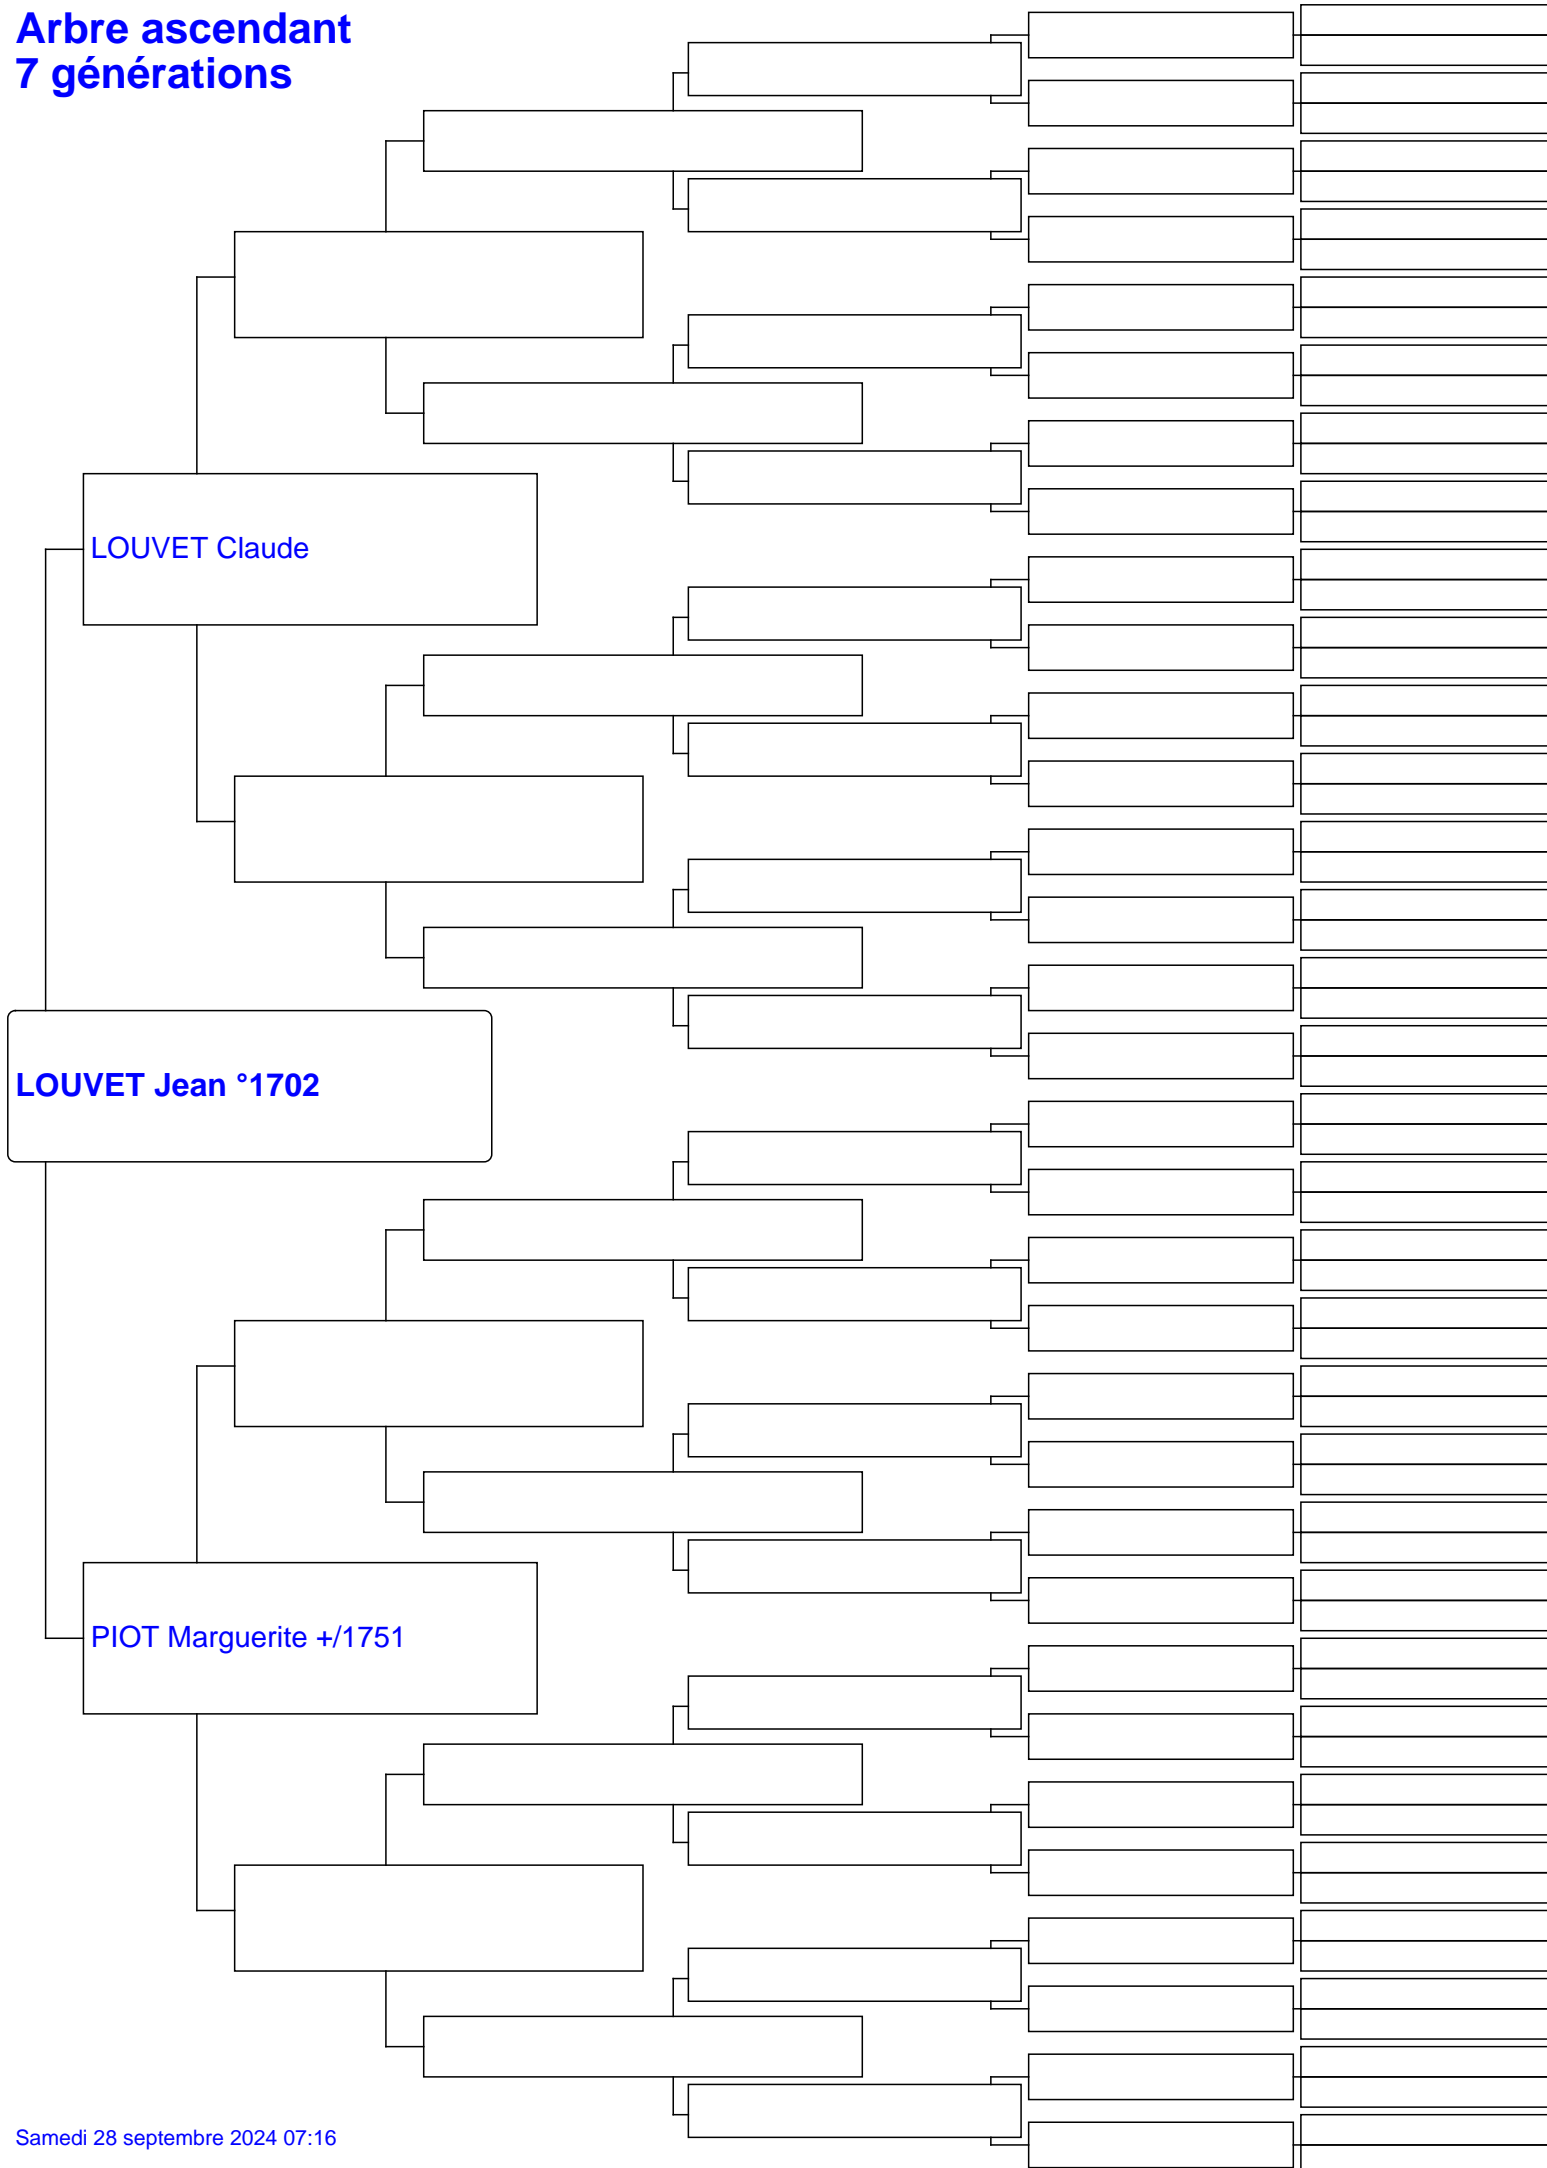 Arbre ascendant
7 générations
LOUVET Claude
LOUVET Jean °1702
PIOT Marguerite +/1751
Samedi 28 septembre 2024 07:16